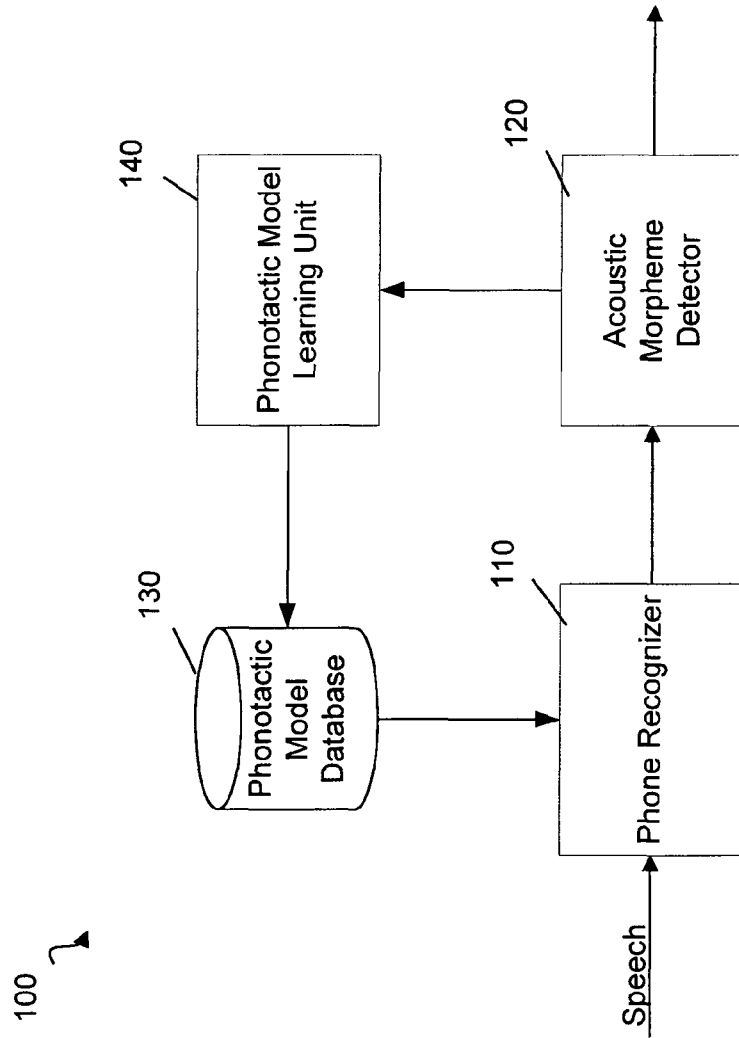 100
130
Phonotactic
Model
Database
140
Phonotactic Model
Learning Unit
Speech
110
Phone Recognizer
120
Acoustic
Morpheme
Detector